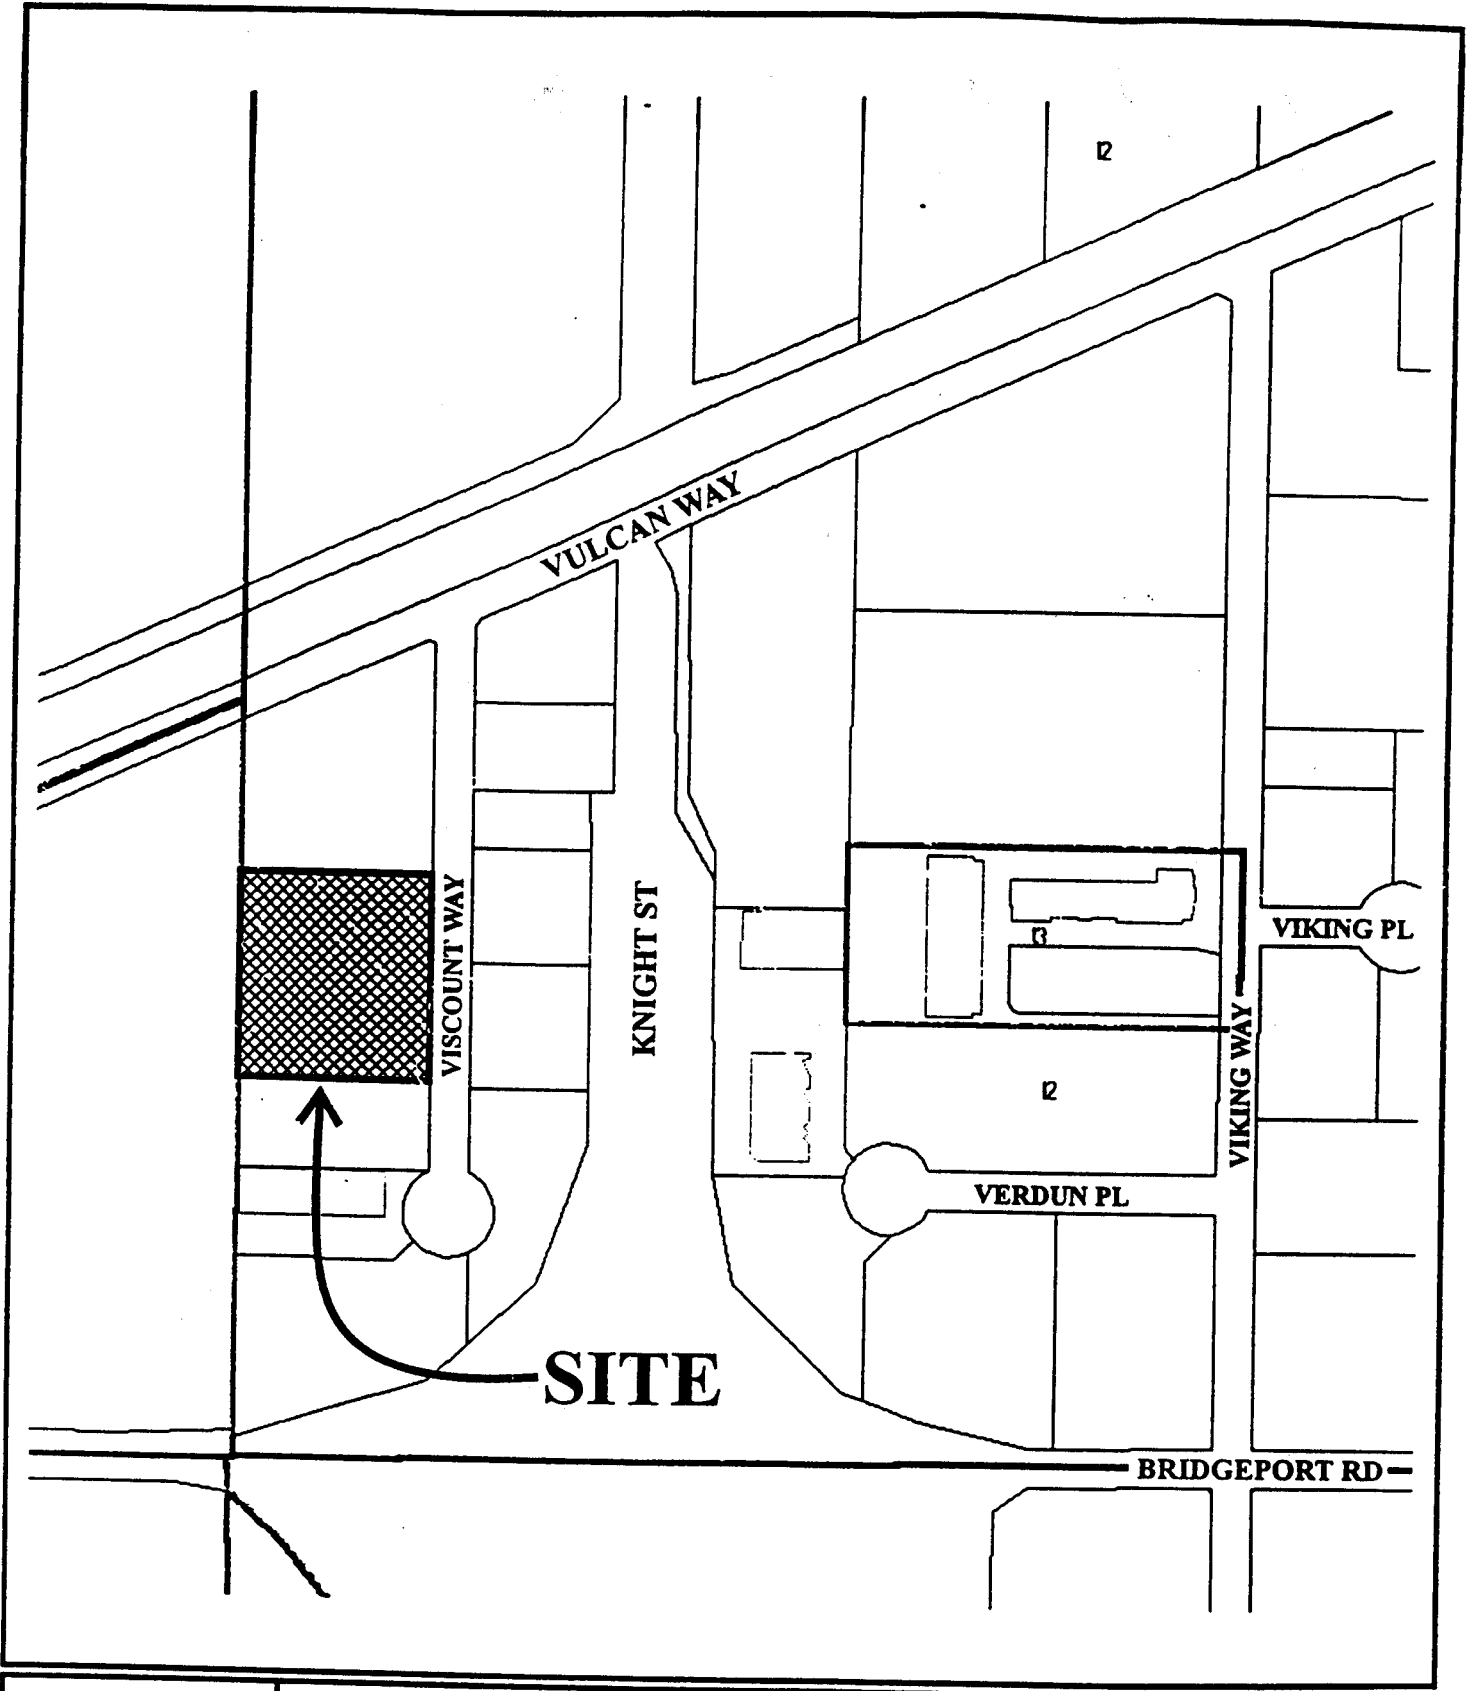 I2
VULCAN WAY
VISCOUNT WAY
KNIGHT ST
I3
VIKING PL
VIKING WAY
I2
VERDUN PL
SITE
BRIDGEPORT RD